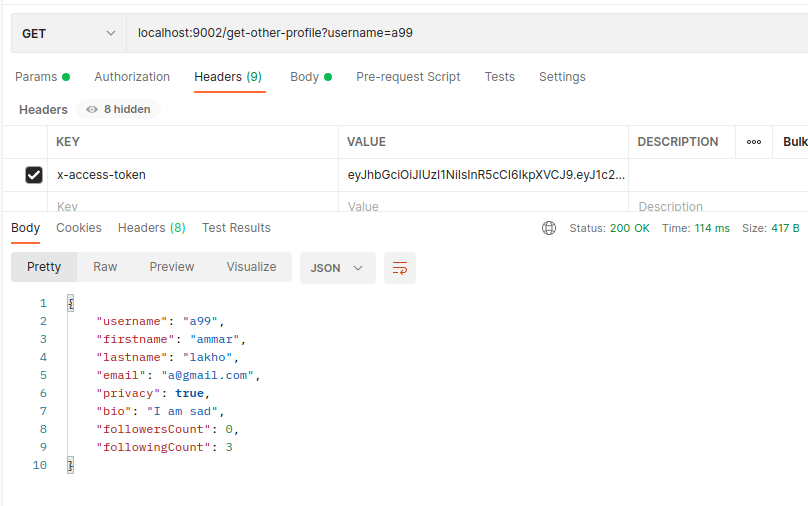 GET localhost:9002/get-other-profile?username=a99
Params Authorization Headers (9) Body Pre-request Script Tests Settings
Headers 8 hidden
KEY VALUE DESCRIPTION ooo Bulk
x-access-token eyJhbGciOiJIUzI1NiIsInR5cCI6IkpXVCJ9.eyJ1c2...
Key Value Description
Body Cookies Headers (8) Test Results Status: 200 OK Time: 114 ms Size: 417 B
Pretty Raw Preview Visualize JSON
1 {
2 "username": "a99",
3 "firstname": "ammar",
4 "lastname": "lakho",
5 "email": "a@gmail.com",
6 "privacy": true,
7 "bio": "I am sad",
8 "followersCount": 0,
9 "followingCount": 3
10 }